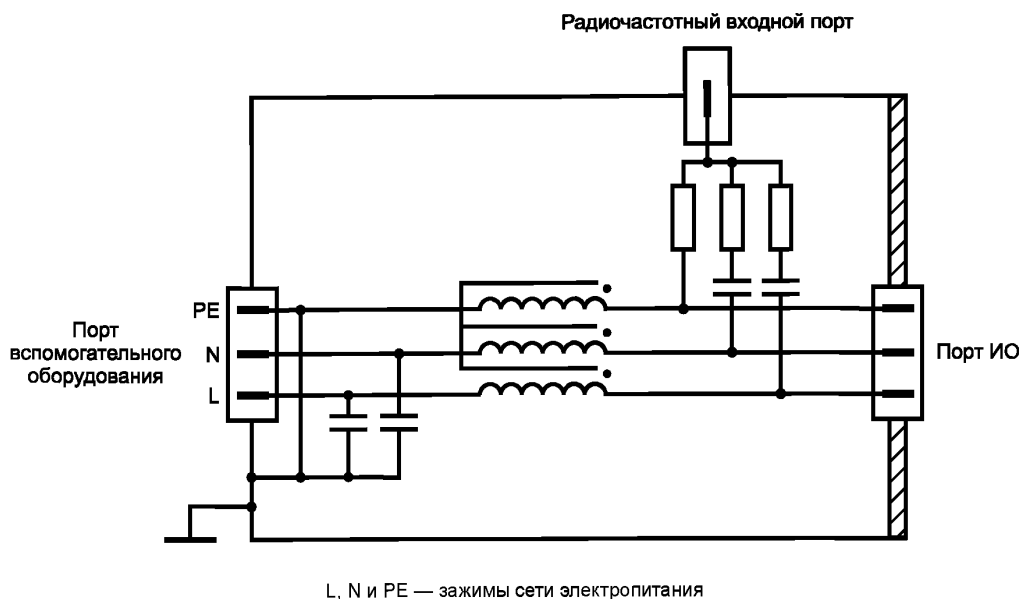 Радиочастотный входной порт
PE
Порт
вспомогательного
оборудования
N
L
Порт ИО
L, N и PE — зажимы сети электропитания